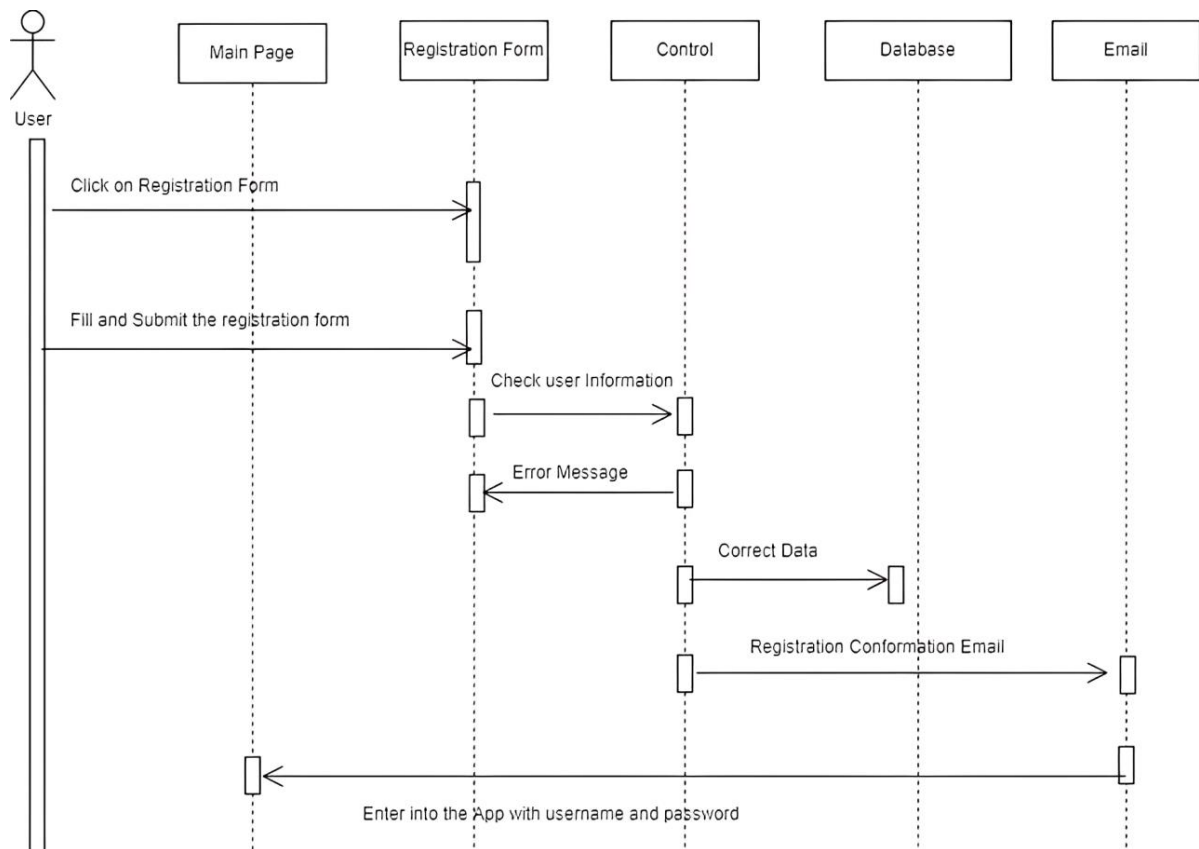 Main Page
Registration Form
Control
Database
Email
User
Click on Registration Form
Fill and Submit the registration form
Check user Information
Error Message
Correct Data
Registration Conformation Email
Enter into the App with username and password